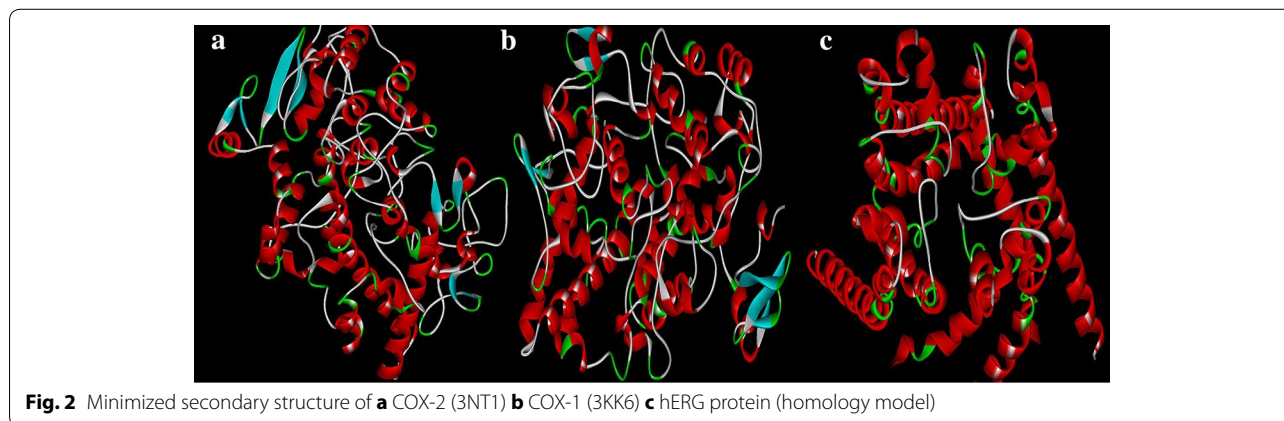 a b c
Fig. 2 Minimized secondary structure of a COX-2 (3NT1) b COX-1 (3KK6) c hERG protein (homology model)